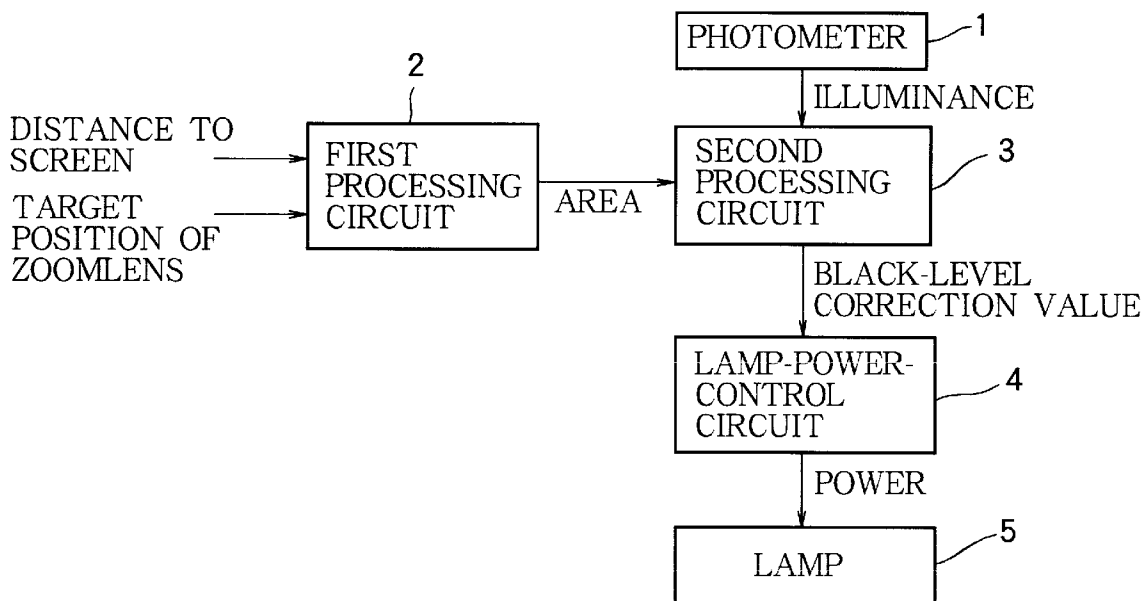 PHOTOMETER
1
ILLUMINANCE
2
DISTANCE TO
SCREEN
TARGET
POSITION OF
ZOOMLENS
FIRST
PROCESSING
CIRCUIT
AREA
SECOND
PROCESSING
CIRCUIT
3
BLACK-LEVEL
CORRECTION VALUE
LAMP-POWER-
CONTROL
CIRCUIT
4
POWER
LAMP
5